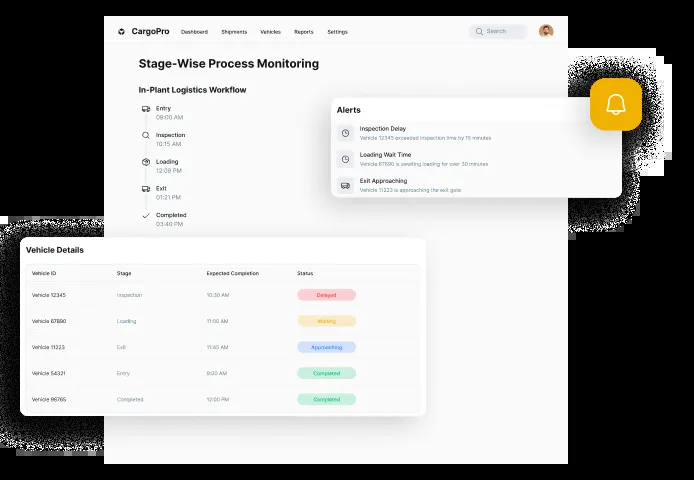 CargoPro Dashboard Shipments Vehicles Reports Settings Search
Stage-Wise Process Monitoring
In-Plant Logistics Workflow
Entry
09:00 AM
Inspection
10:15 AM
Loading
12:09 PM
Exit
01:21 PM
Completed
03:40 PM
Alerts
Inspection Delay
Vehicle 12345 exceeded inspection time by 15 minutes
Loading Wait Time
Vehicle 67890 is awaiting loading for over 30 minutes
Exit Approaching
Vehicle 11223 is approaching the exit gate
Vehicle Details
Vehicle ID Stage Expected Completion Status
Vehicle 12345 Inspection 10:30 AM Delayed
Vehicle 67890 Loading 11:00 AM Waiting
Vehicle 11223 Exit 11:45 AM Approaching
Vehicle 54321 Entry 9:00 AM Completed
Vehicle 98765 Completed 12:00 PM Completed